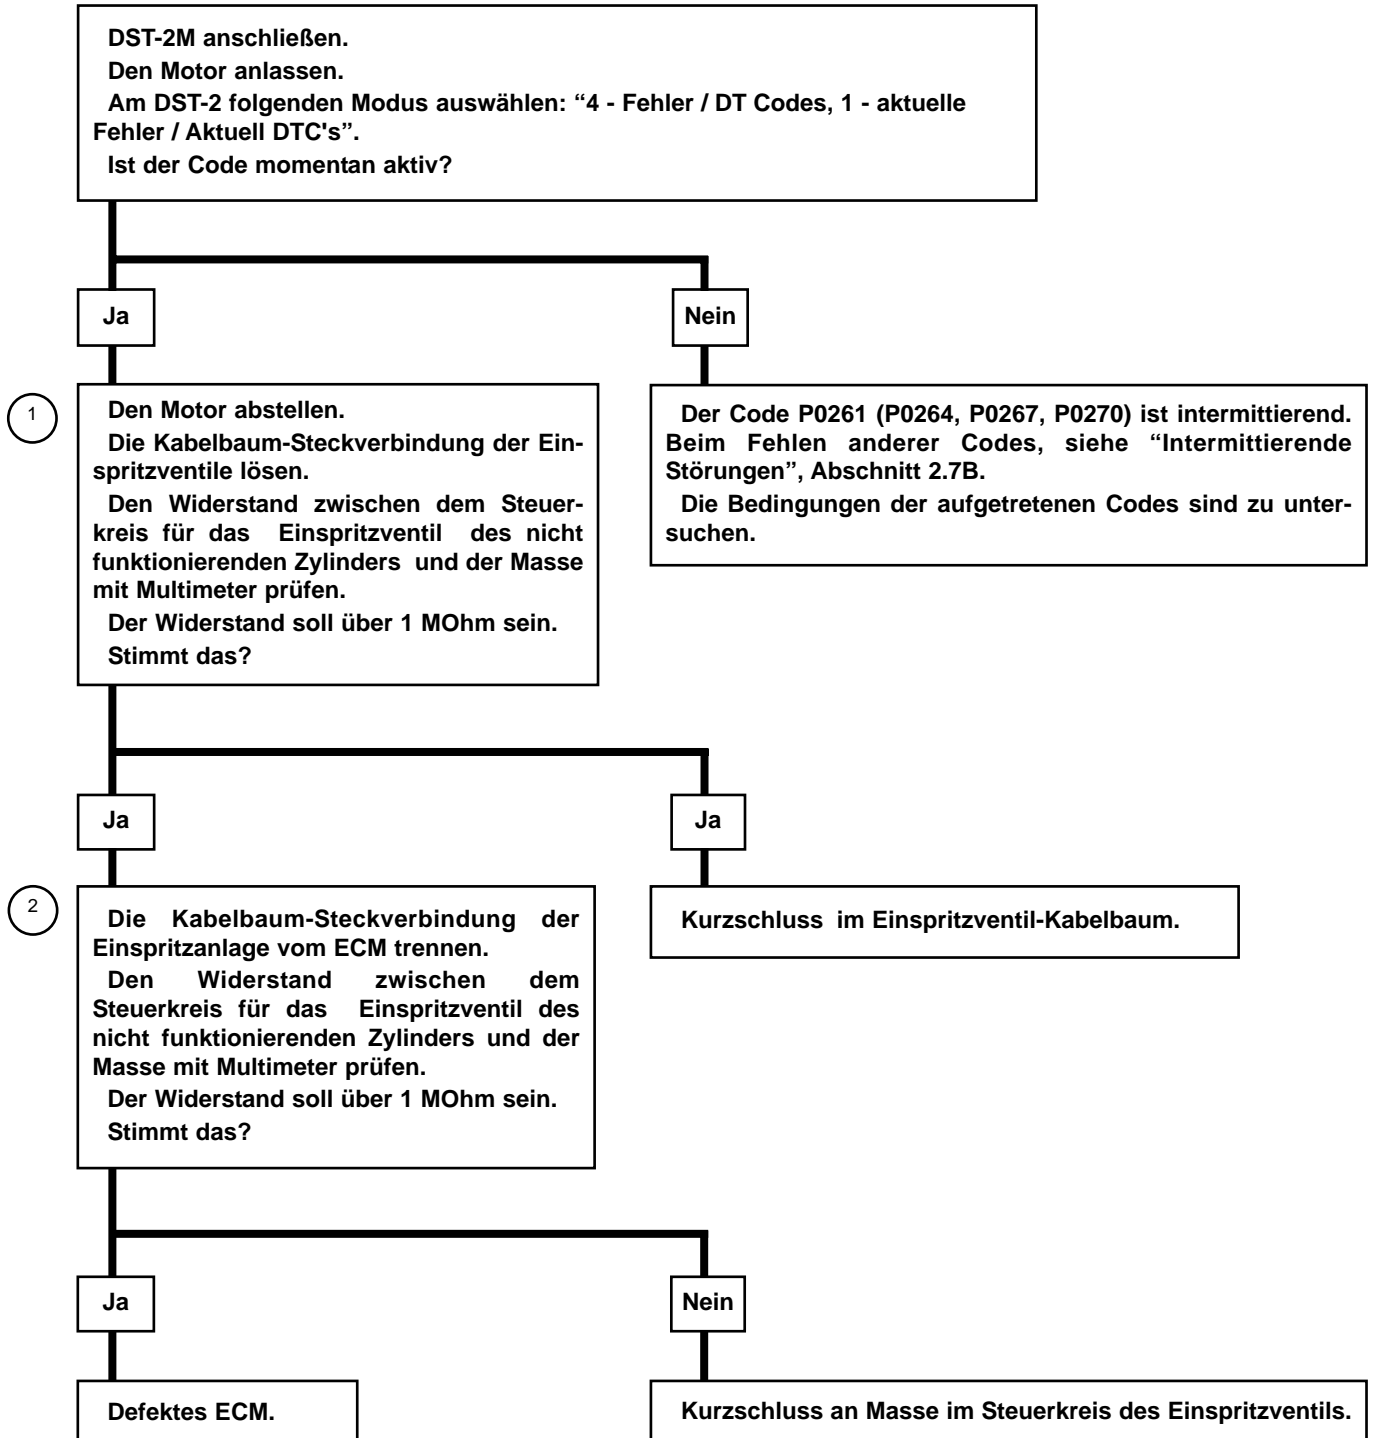 DST-2M anschließen.
Den Motor anlassen.
Am DST-2 folgenden Modus auswählen: “4 - Fehler / DT Codes, 1 - aktuelle
Fehler / Aktuell DTC's”.
Ist der Code momentan aktiv?
Ja
Nein
1
Den Motor abstellen.
Die Kabelbaum-Steckverbindung der Ein-
spritzventile lösen.
Den Widerstand zwischen dem Steuer-
kreis für das Einspritzventil des nicht
funktionierenden Zylinders und der Masse
mit Multimeter prüfen.
Der Widerstand soll über 1 MOhm sein.
Stimmt das?
Der Code P0261 (P0264, P0267, P0270) ist intermittierend.
Beim Fehlen anderer Codes, siehe “Intermittierende
Störungen”, Abschnitt 2.7B.
Die Bedingungen der aufgetretenen Codes sind zu unter-
suchen.
Ja
Ja
2
Die Kabelbaum-Steckverbindung der
Einspritzanlage vom ECM trennen.
Den Widerstand zwischen dem
Steuerkreis für das Einspritzventil des
nicht funktionierenden Zylinders und der
Masse mit Multimeter prüfen.
Der Widerstand soll über 1 MOhm sein.
Stimmt das?
Kurzschluss im Einspritzventil-Kabelbaum.
Ja
Nein
Defektes ECM.
Kurzschluss an Masse im Steuerkreis des Einspritzventils.